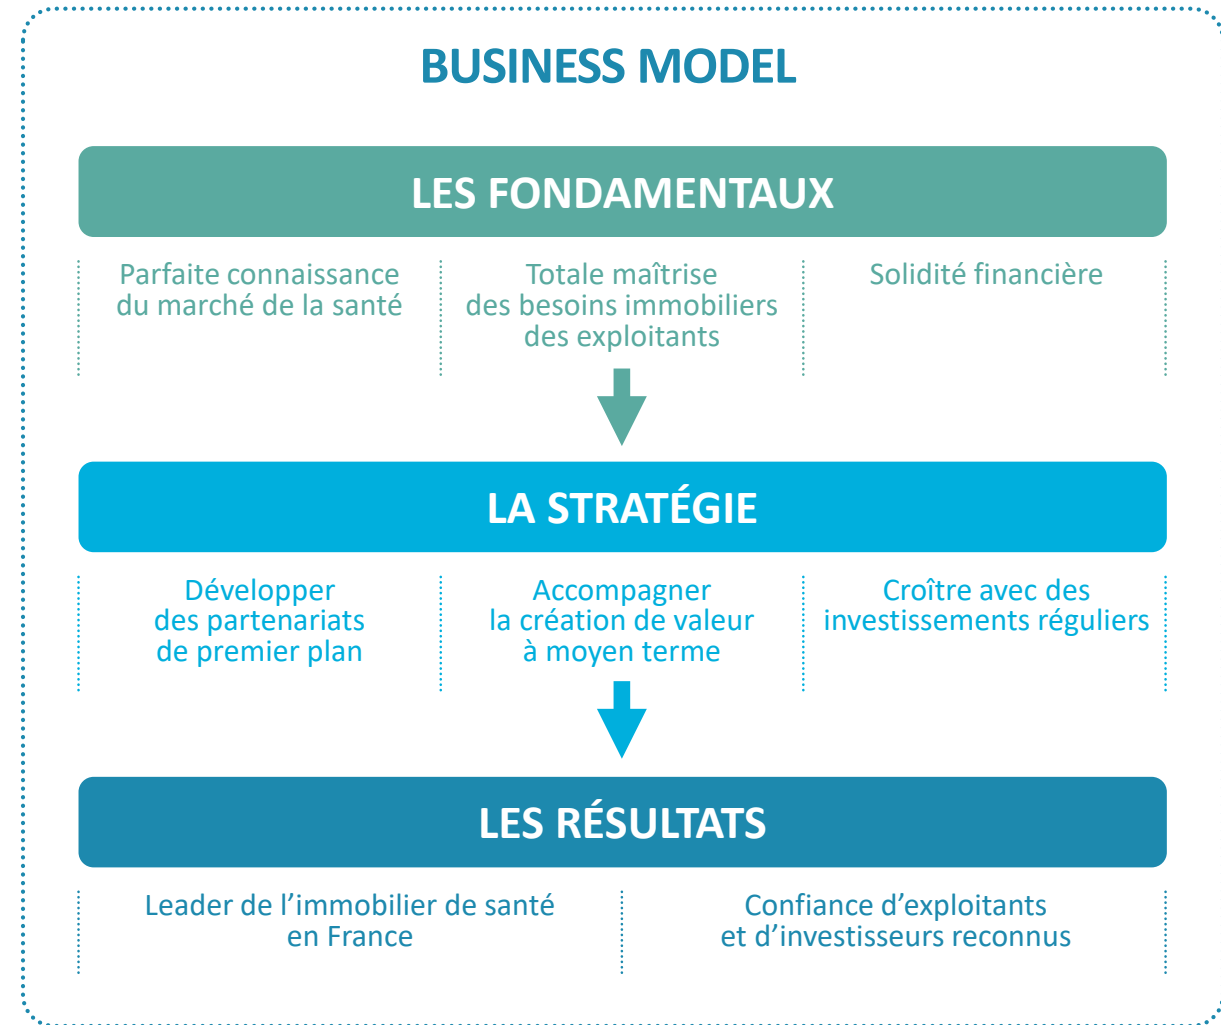 BUSINESS MODEL
LES FONDAMENTAUX
Parfaite connaissance
du marché de la santé
Totale maîtrise
des besoins immobiliers
des exploitants
Solidité financière
LA STRATÉGIE
Développer
des partenariats
de premier plan
Accompagner
la création de valeur
à moyen terme
Croître avec des
investissements réguliers
LES RÉSULTATS
Leader de l’immobilier de santé
en France
Confiance d’exploitants
et d’investisseurs reconnus